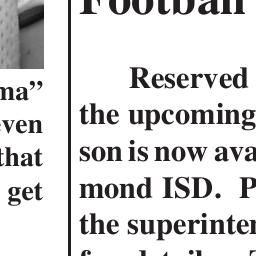 ma”
even
that
get
Football
Reserved
the upcoming
son is now ava
mond ISD. P
the superinten